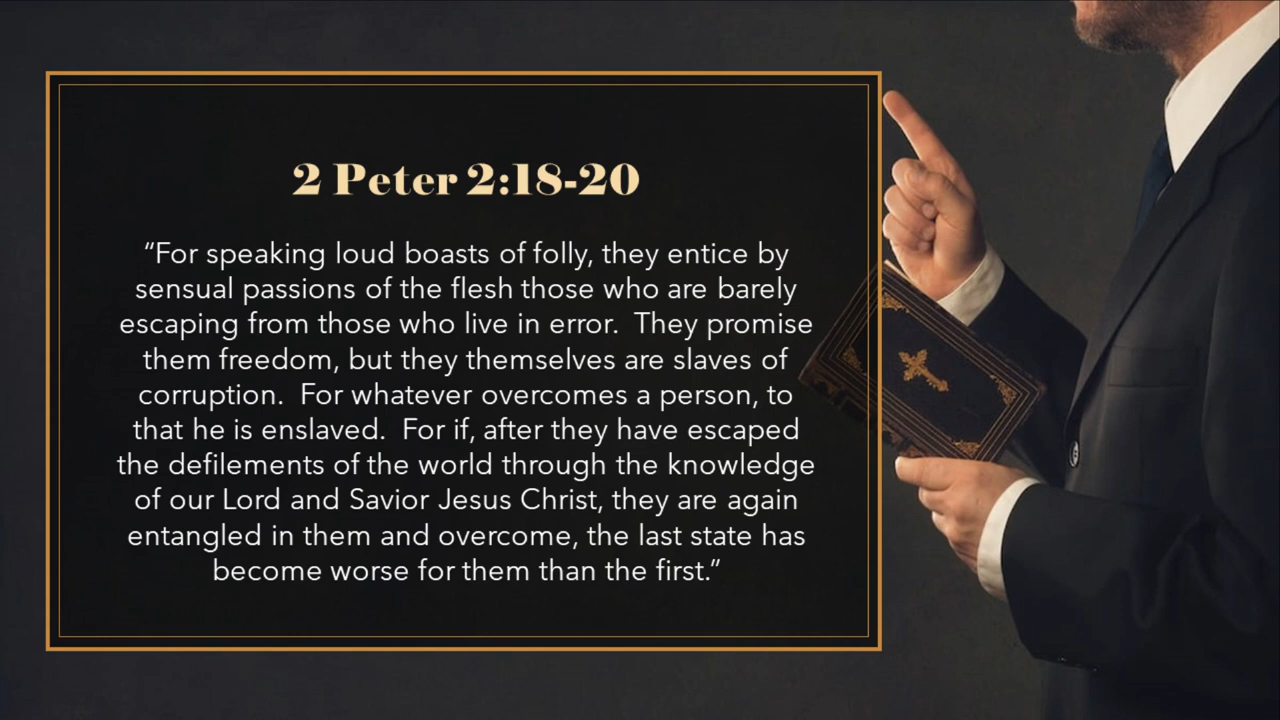 2 Peter 2:18-20
“For speaking loud boasts of folly, they entice by
sensual passions of the flesh those who are barely
escaping from those who live in error.  They promise
them freedom, but they themselves are slaves of
corruption.  For whatever overcomes a person, to
that he is enslaved.  For if, after they have escaped
the defilements of the world through the knowledge
of our Lord and Savior Jesus Christ, they are again
entangled in them and overcome, the last state has
become worse for them than the first.”